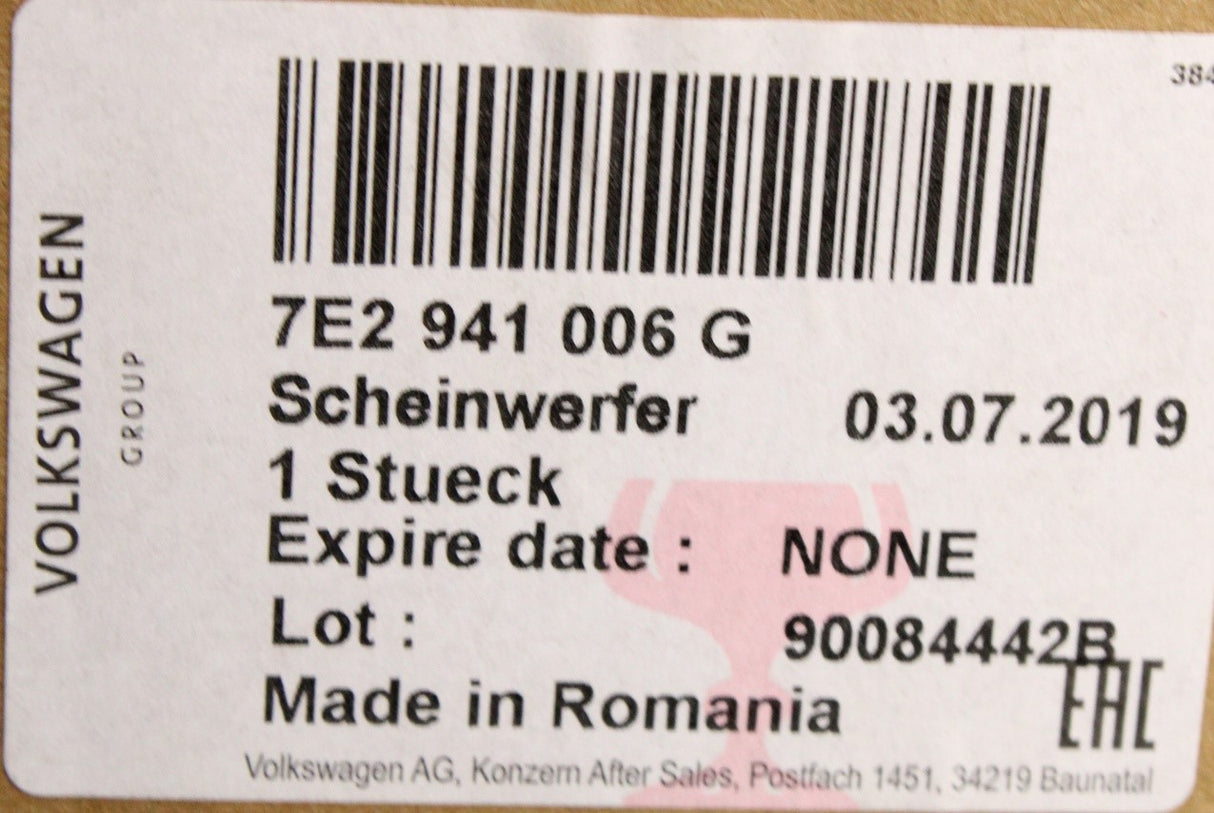 384
VOLKSWAGEN
GROUP
7E2 941 006 G
Scheinwerfer 03.07.2019
1 Stueck
Expire date : NONE
Lot : 90084442B
Made in Romania
EAC
Volkswagen AG, Konzern After Sales, Postfach 1451, 34219 Baunatal